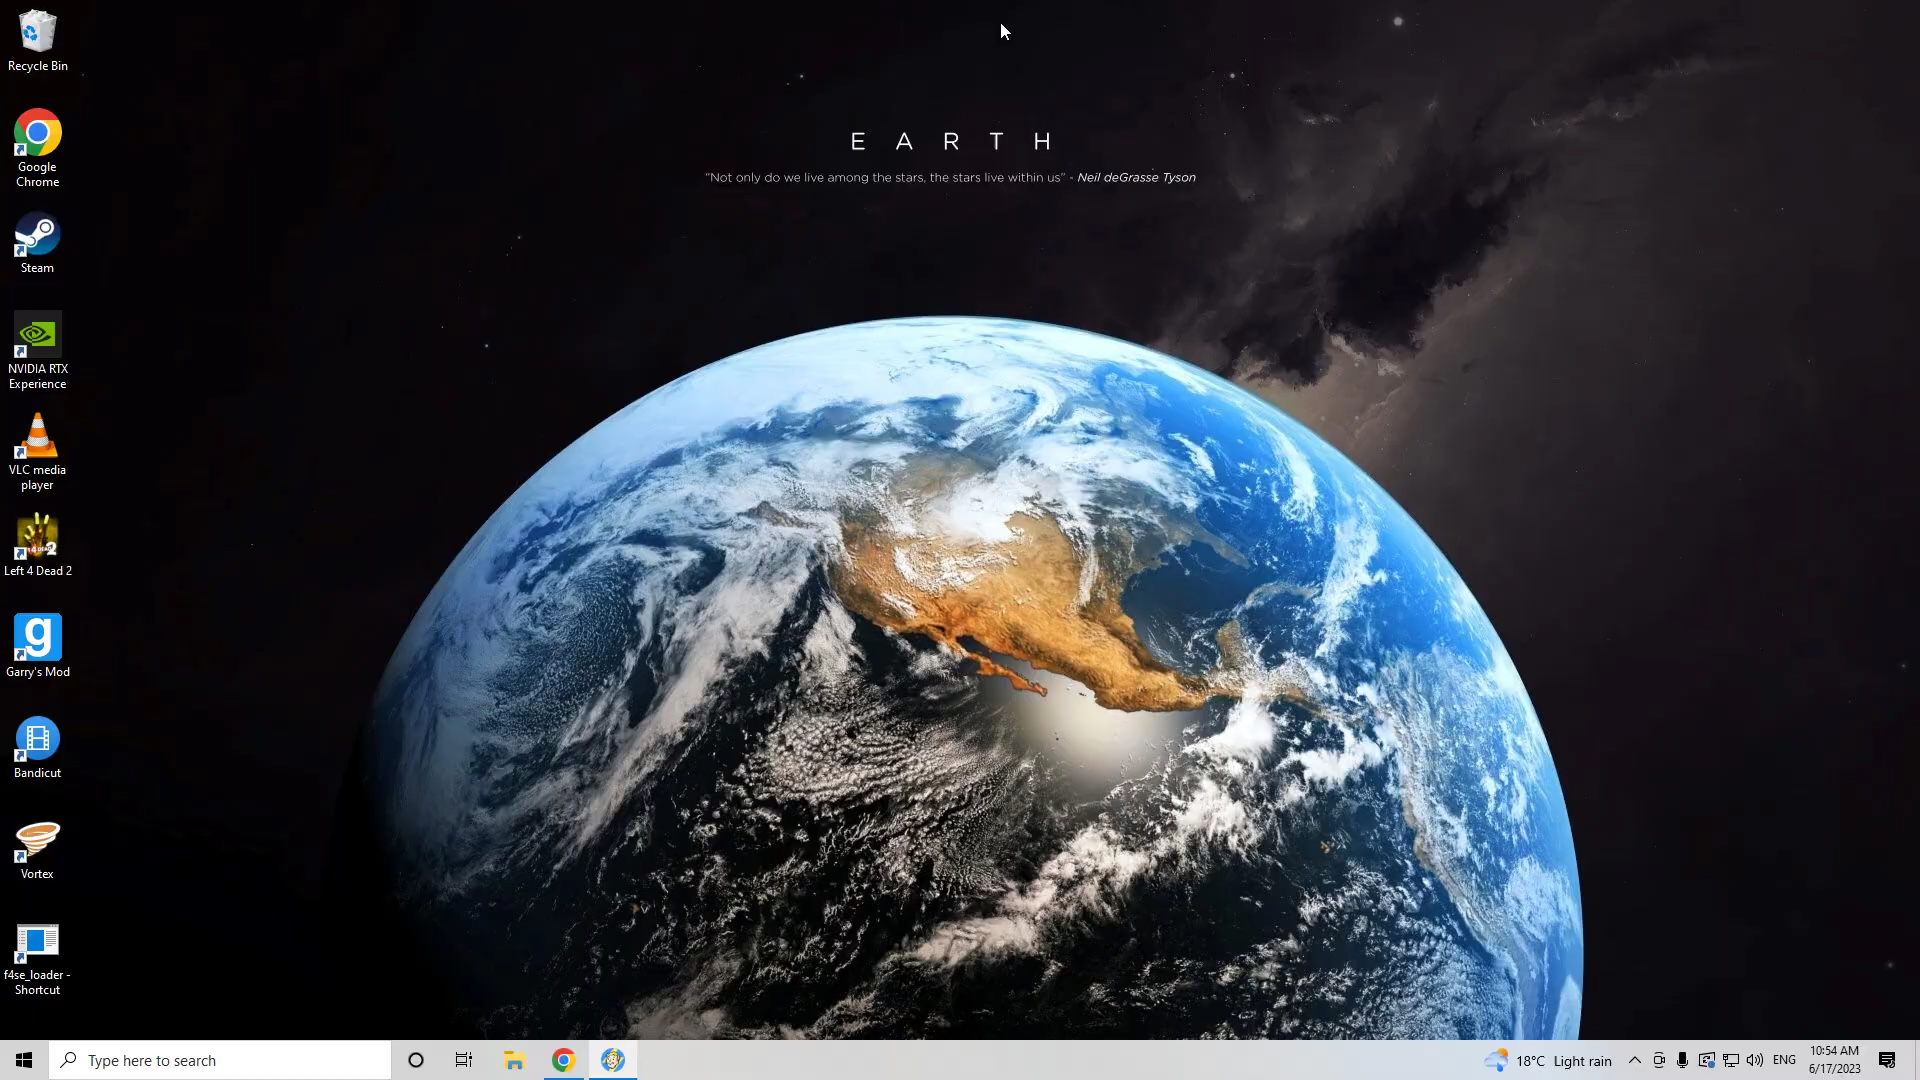 Recycle Bin
Google
Chrome
Steam
NVIDIA RTX
Experience
VLC media
player
Left 4 Dead 2
g
Garry's Mod
Bandicut
Vortex
f4se_loader -
Shortcut
E A R T H
“Not only do we live among the stars, the stars live within us” - Neil deGrasse Tyson
Type here to search
18°C Light rain
ENG
10:54 AM
6/17/2023